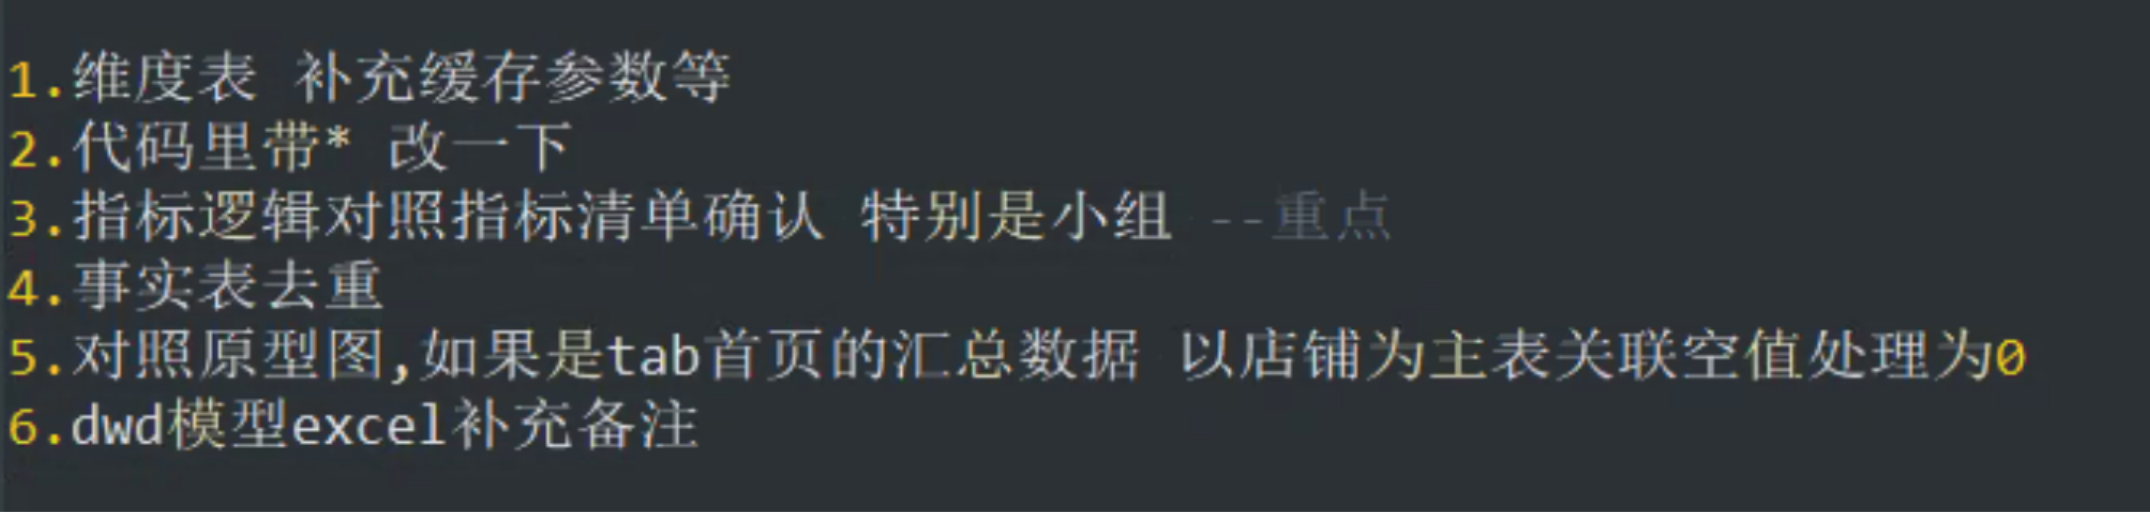 1.维度表 补充缓存参数等
2.代码里带* 改一下
3.指标逻辑对照指标清单确认 特别是小组 --重点
4.事实表去重
5.对照原型图,如果是tab首页的汇总数据 以店铺为主表关联空值处理为0
6.dwd模型excel补充备注